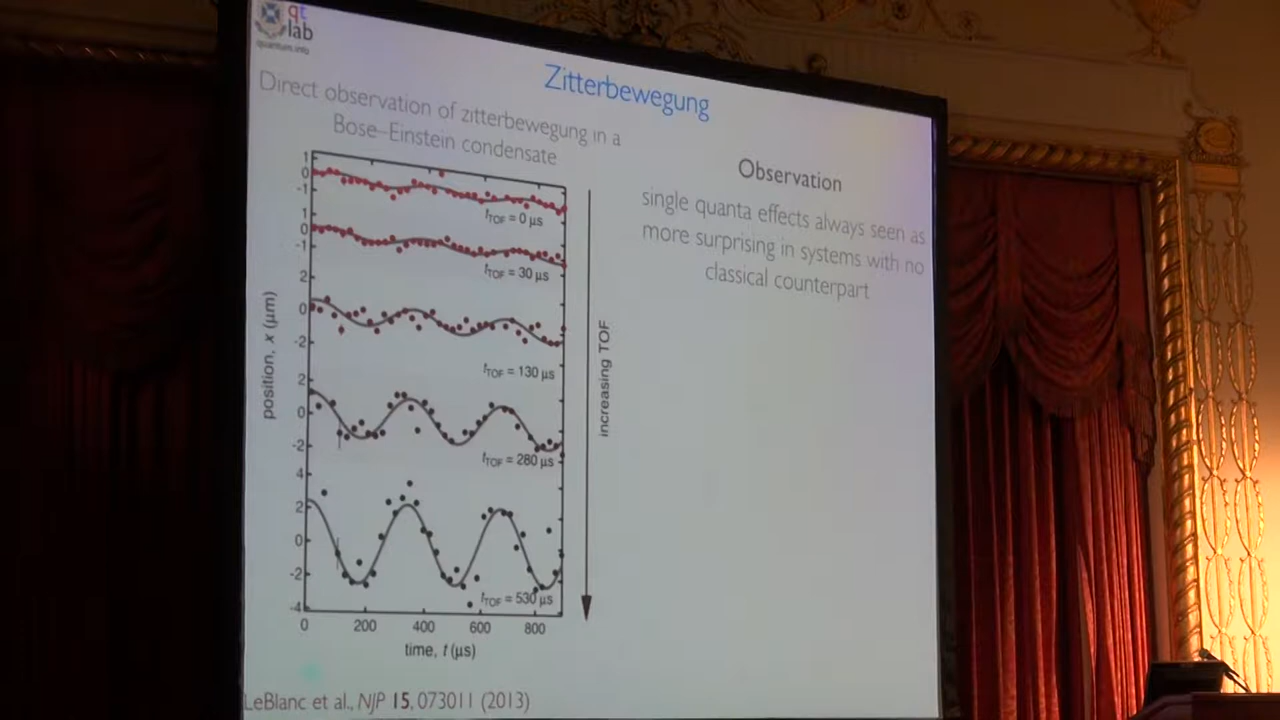 qt
lab
quantum.info
Zitterbewegung
Direct observation of zitterbewegung in a
Bose–Einstein condensate
Observation
single quanta effects always seen as
more surprising in systems with no
classical counterpart
position, x (μm)
1
0
-1
tTOF = 0 μs
1
0
-1
tTOF = 30 μs
2
0
-2
tTOF = 130 μs
2
0
-2
tTOF = 280 μs
4
2
0
-2
-4
tTOF = 530 μs
0 200 400 600 800
time, t (μs)
increasing TOF
LeBlanc et al., NJP 15, 073011 (2013)